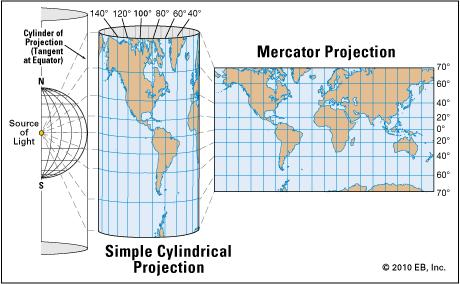 140° 120° 100° 80° 60° 40°
Cylinder of
Projection
(Tangent
at Equator)
N
Source
of
Light
S
Simple Cylindrical
Projection
Mercator Projection
70°
60°
40°
20°
0°
20°
40°
60°
70°
© 2010 EB, Inc.